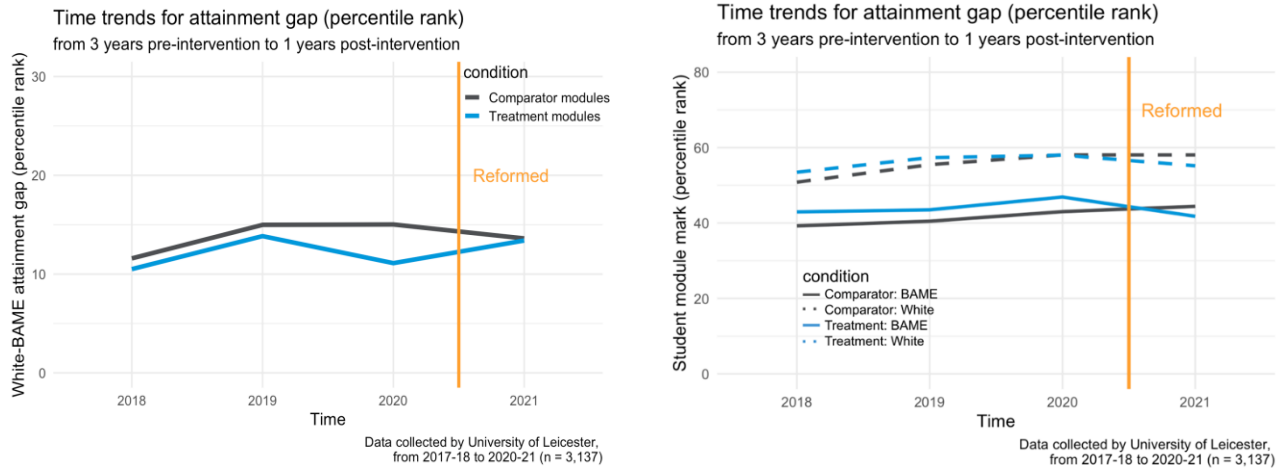 Time trends for attainment gap (percentile rank)
from 3 years pre-intervention to 1 years post-intervention
White-BAME attainment gap (percentile rank)
30
20
10
0
condition
Comparator modules
Treatment modules
Reformed
2018
2019
2020
2021
Time
Data collected by University of Leicester,
from 2017-18 to 2020-21 (n = 3,137)
Time trends for attainment gap (percentile rank)
from 3 years pre-intervention to 1 years post-intervention
Student module mark (percentile rank)
80
60
40
20
0
Reformed
condition
Comparator: BAME
Comparator: White
Treatment: BAME
Treatment: White
2018
2019
2020
2021
Time
Data collected by University of Leicester,
from 2017-18 to 2020-21 (n = 3,137)